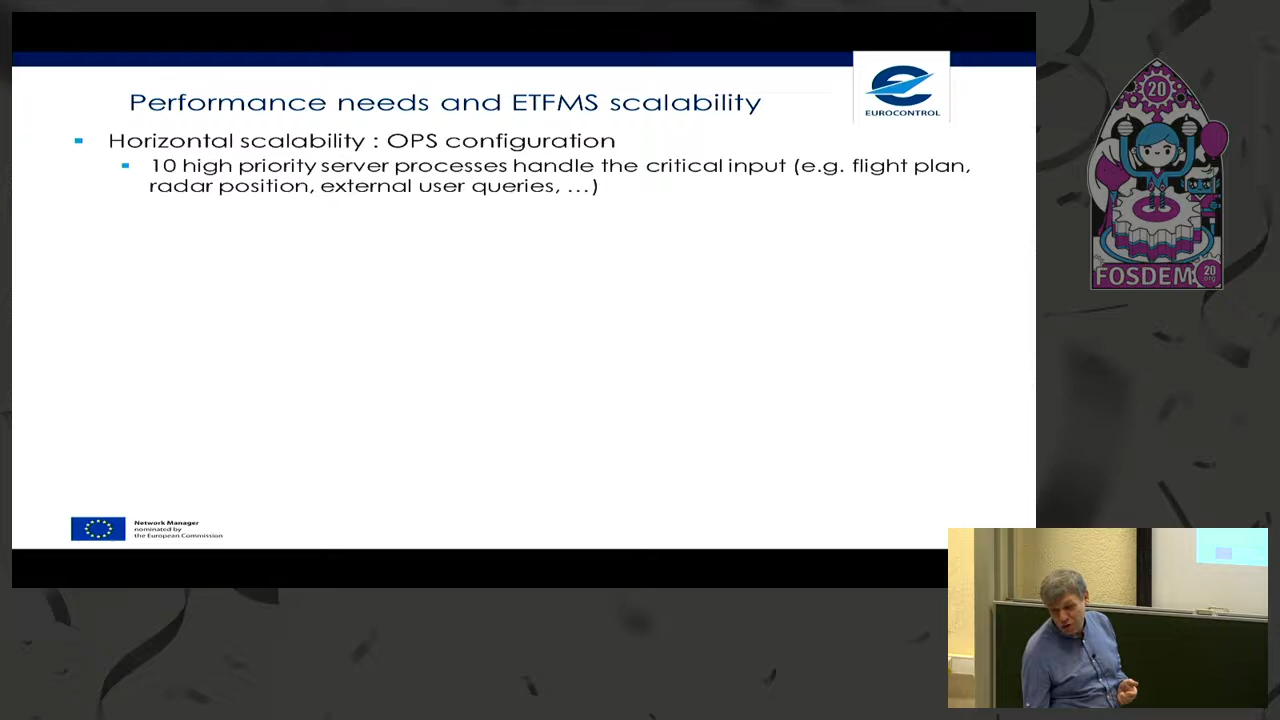 Performance needs and ETFMS scalability
EUROCONTROL
Horizontal scalability : OPS configuration
10 high priority server processes handle the critical input (e.g. flight plan,
radar position, external user queries, …)
Network Manager
nominated by
the European Commission
20
FOSDEM
20
.org